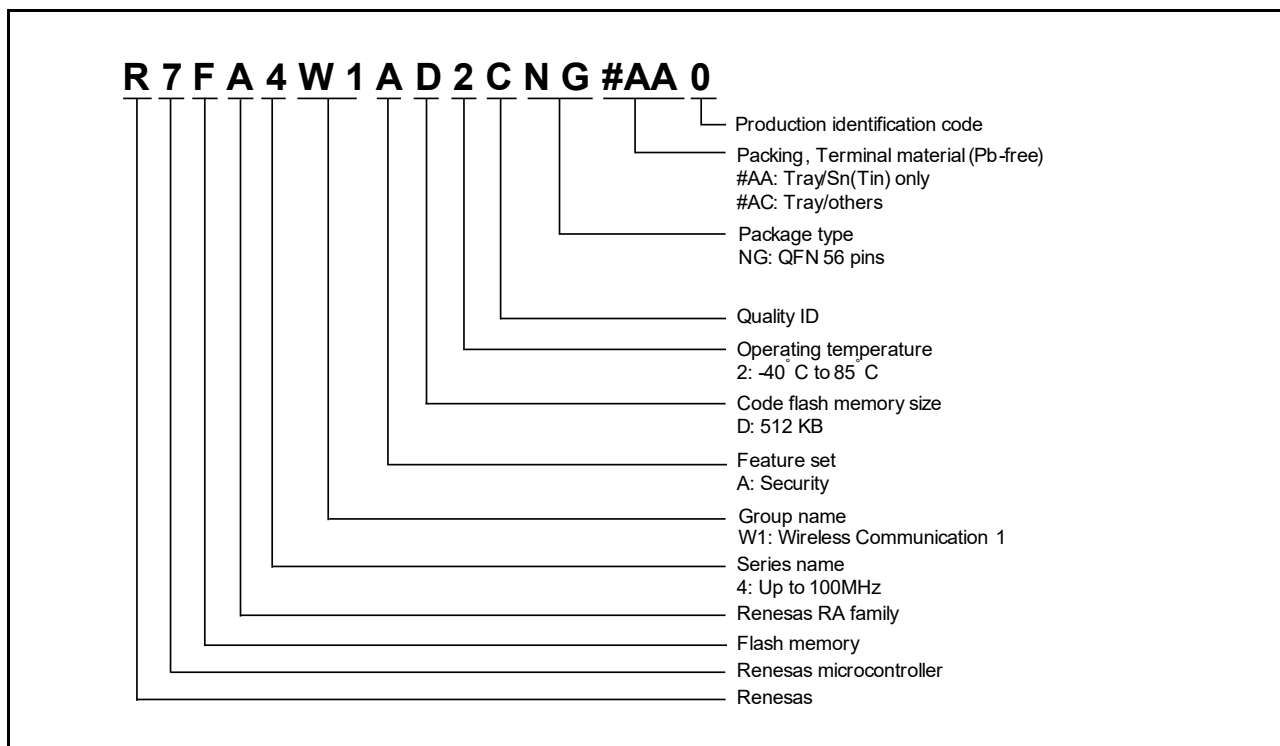 R 7 F A 4 W 1 A D 2 C N G #AA 0
Production identification code
Packing, Terminal material (Pb-free)
#AA: Tray/Sn(Tin) only
#AC: Tray/others
Package type
NG: QFN 56 pins
Quality ID
Operating temperature
2: -40° C to 85° C
Code flash memory size
D: 512 KB
Feature set
A: Security
Group name
W1: Wireless Communication 1
Series name
4: Up to 100MHz
Renesas RA family
Flash memory
Renesas microcontroller
Renesas